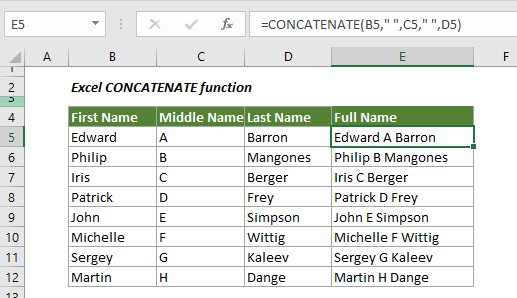 E5 fx =CONCATENATE(B5," ",C5," ",D5)
A B C D E F
1
2 Excel CONCATENATE function
3
4 First Name Middle Name Last Name Full Name
5 Edward A Barron Edward A Barron
6 Philip B Mangones Philip B Mangones
7 Iris C Berger Iris C Berger
8 Patrick D Frey Patrick D Frey
9 John E Simpson John E Simpson
10 Michelle F Wittig Michelle F Wittig
11 Sergey G Kaleev Sergey G Kaleev
12 Martin H Dange Martin H Dange
13